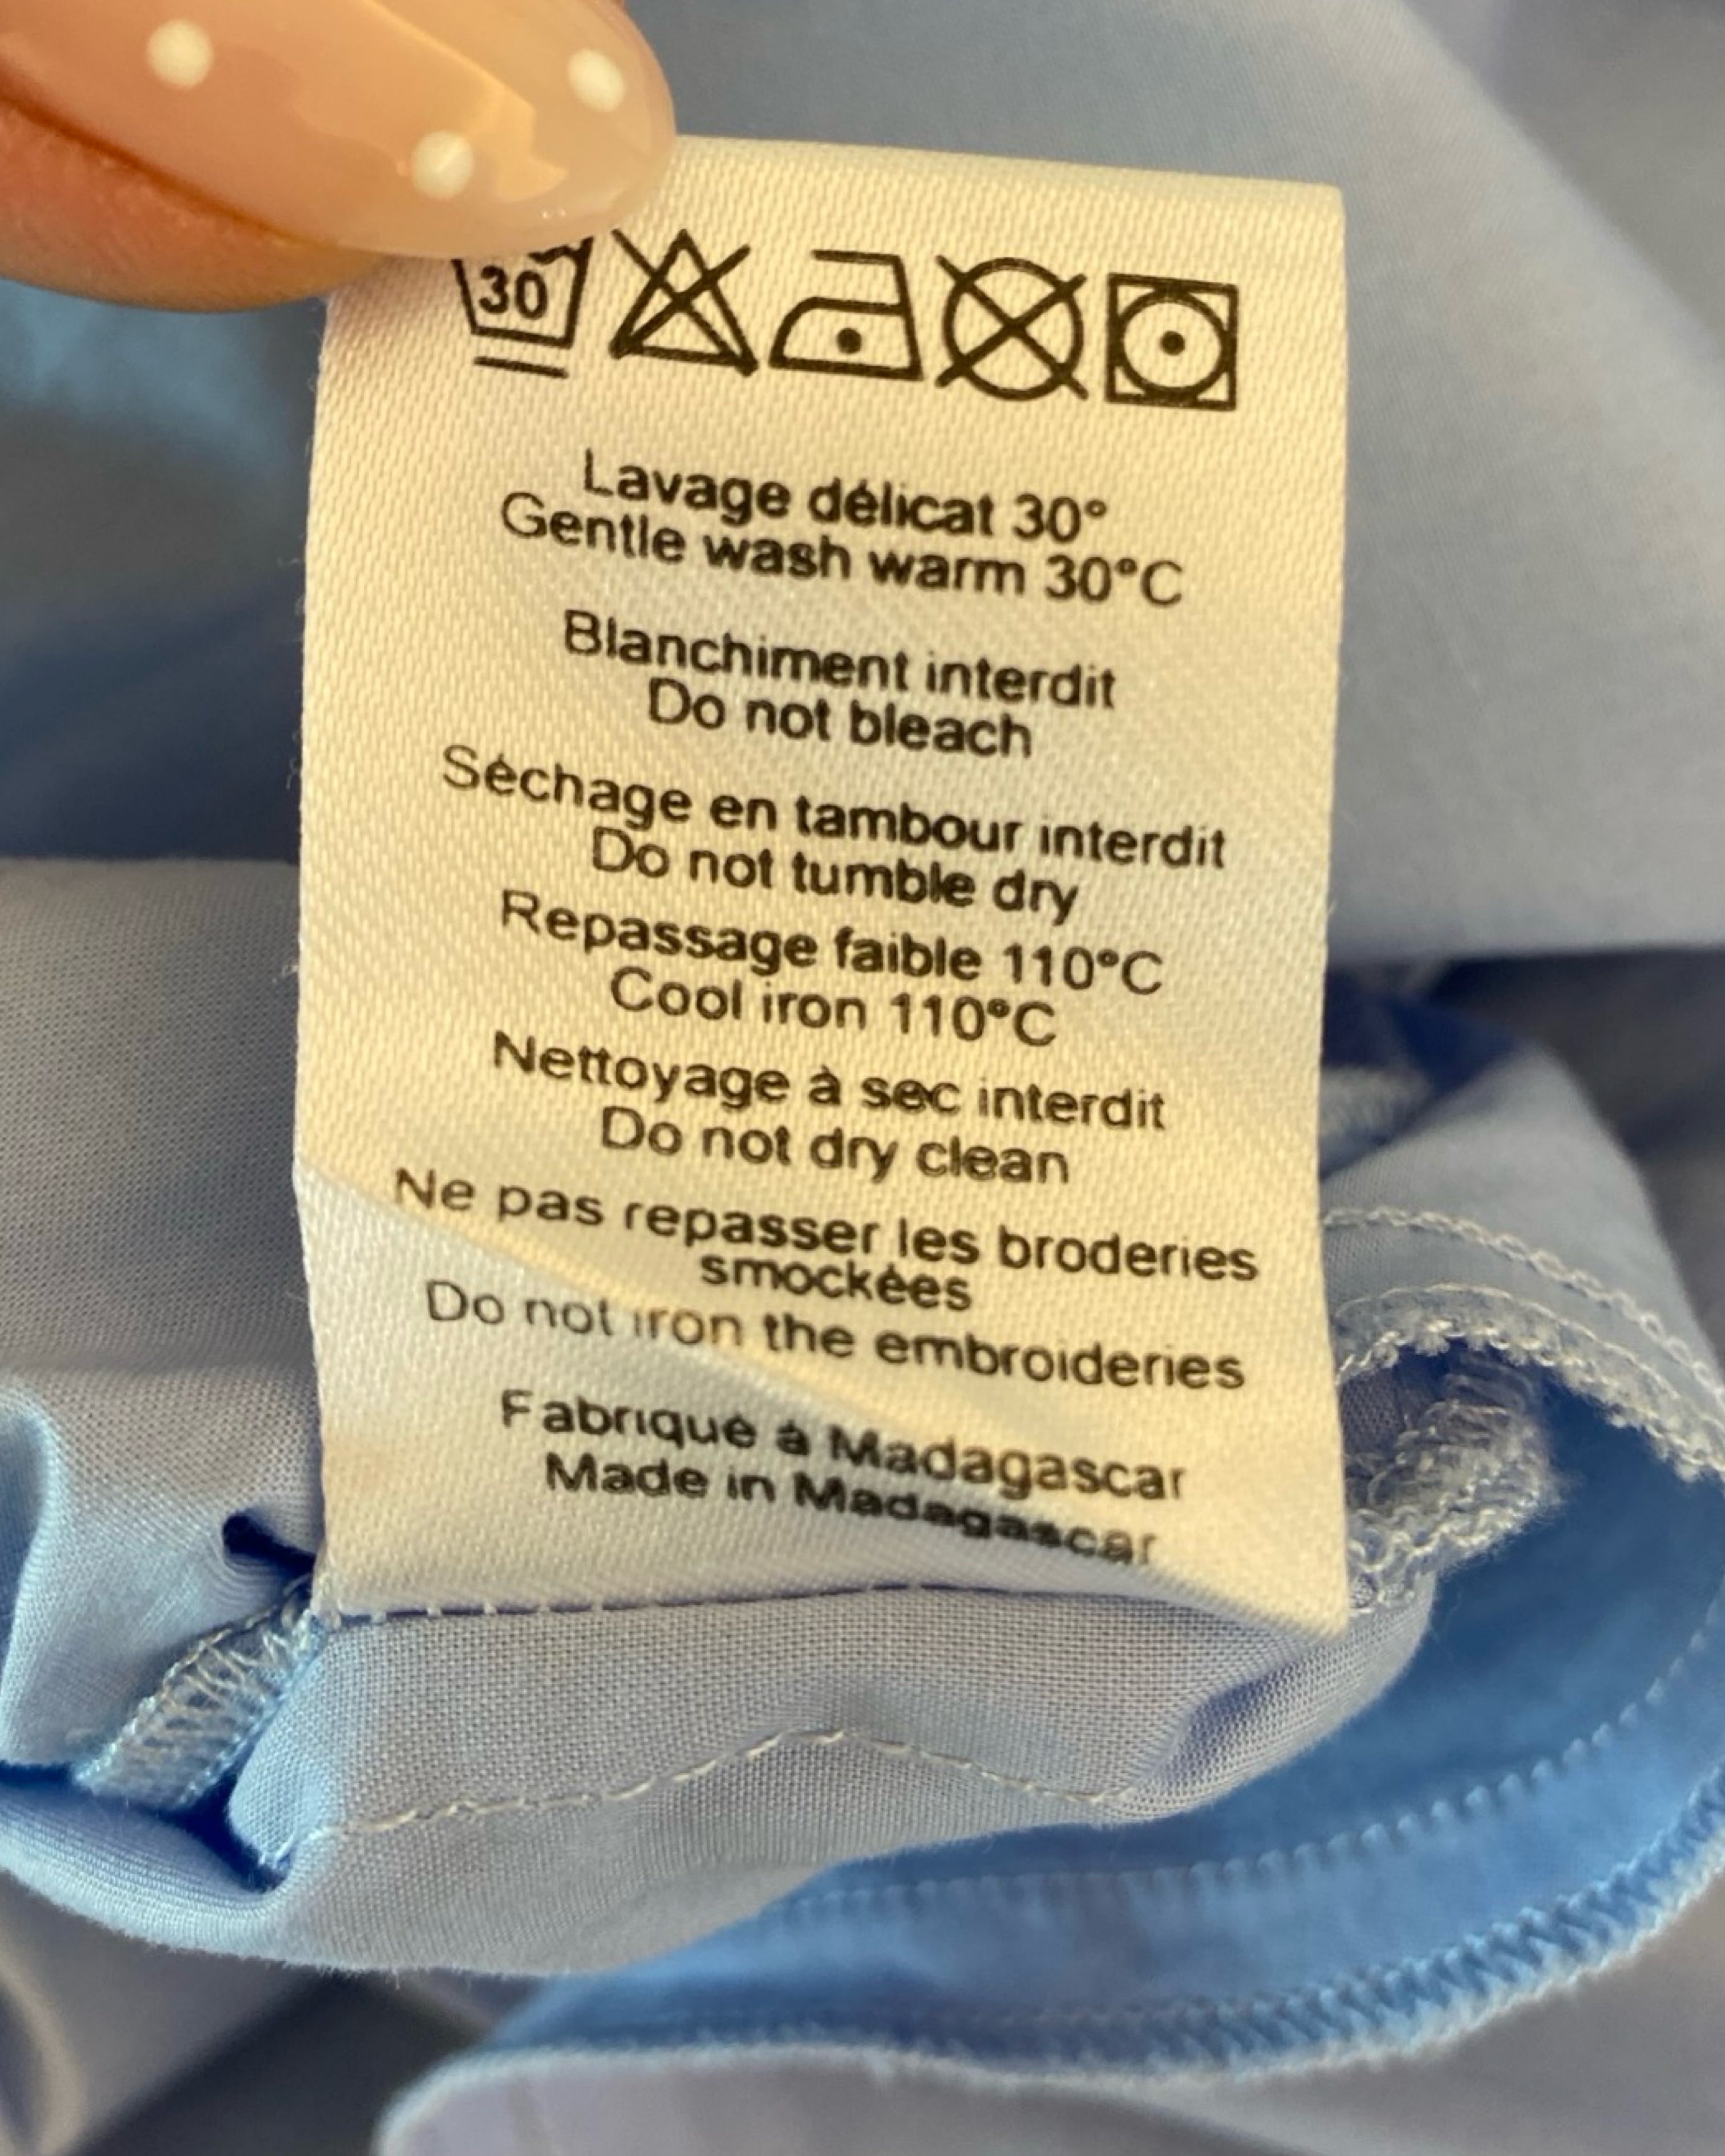 30
Lavage délicat 30°
Gentle wash warm 30°C
Blanchiment interdit
Do not bleach
Séchage en tambour interdit
Do not tumble dry
Repassage faible 110°C
Cool iron 110°C
Nettoyage à sec interdit
Do not dry clean
Ne pas repasser les broderies
smockées
Do not iron the embroideries
Fabriqué à Madagascar
Made in Madagascar